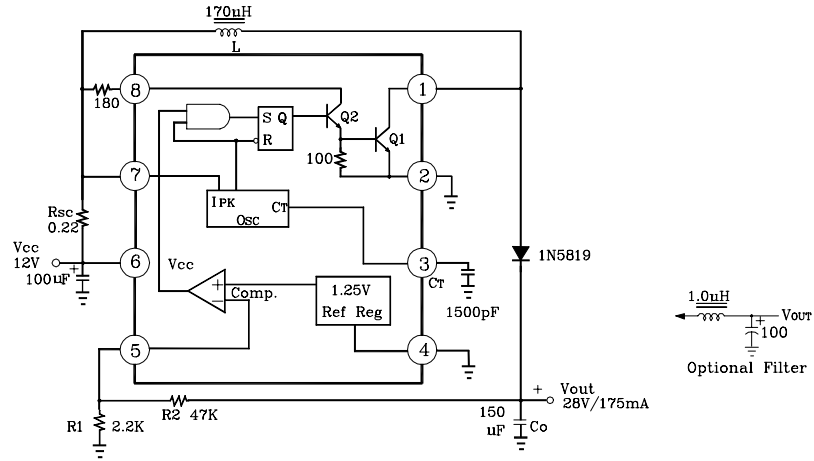 170uH
L
8
1
180
S Q
Q2
R
Q1
100
7
2
IPK
CT
Osc
Rsc
0.22
Vcc
12V
6
100uF
+
Vcc
3
CT
1N5819
1500pF
+
−
Comp.
1.25V
Ref Reg
5
4
1.0uH
+
VOUT
100
Optional Filter
R2 47K
+
Vout
28V/175mA
R1
2.2K
150
uF
Co